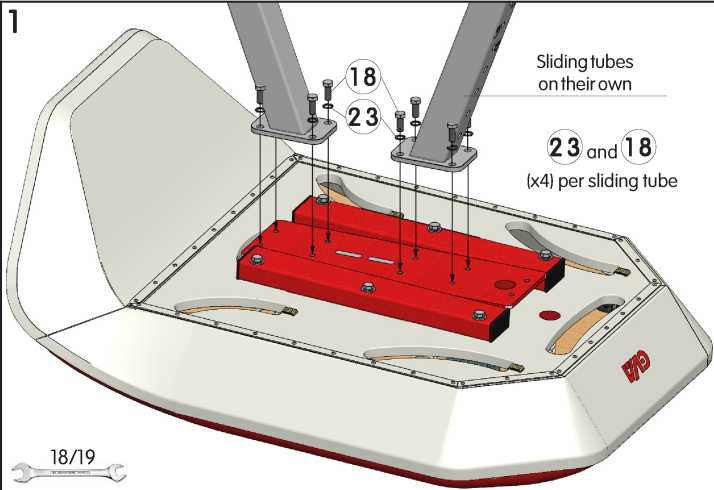 1
18
23
Sliding tubes
on their own
23 and 18
(x4) per sliding tube
18/19